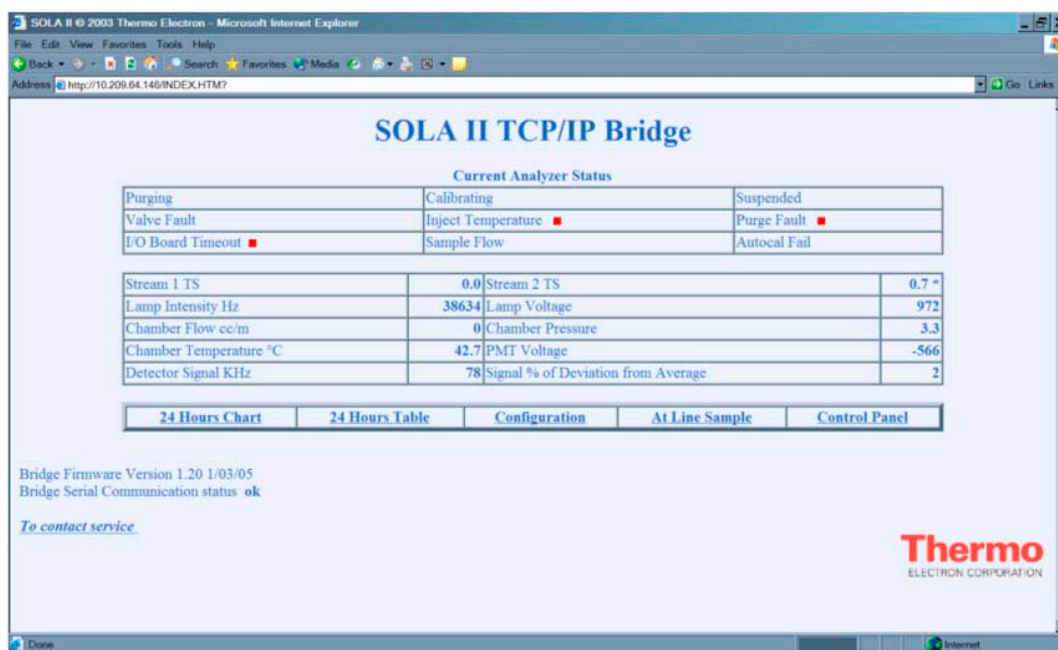 SOLA II © 2003 Thermo Electron - Microsoft Internet Explorer
File Edit View Favorites Tools Help
Back Search Favorites Media
Address http://10.209.64.146/INDEX.HTM? Go Links
SOLA II TCP/IP Bridge
Current Analyzer Status
Purging Calibrating Suspended
Valve Fault Inject Temperature Purge Fault
I/O Board Timeout Sample Flow Autocal Fail
Stream 1 TS 0.0 Stream 2 TS 0.7 *
Lamp Intensity Hz 38634 Lamp Voltage 972
Chamber Flow cc/m 0 Chamber Pressure 3.3
Chamber Temperature °C 42.7 PMT Voltage -566
Detector Signal KHz 78 Signal % of Deviation from Average 2
24 Hours Chart 24 Hours Table Configuration At Line Sample Control Panel
Bridge Firmware Version 1.20 1/03/05
Bridge Serial Communication status ok
To contact service
Thermo
ELECTRON CORPORATION
Done Internet